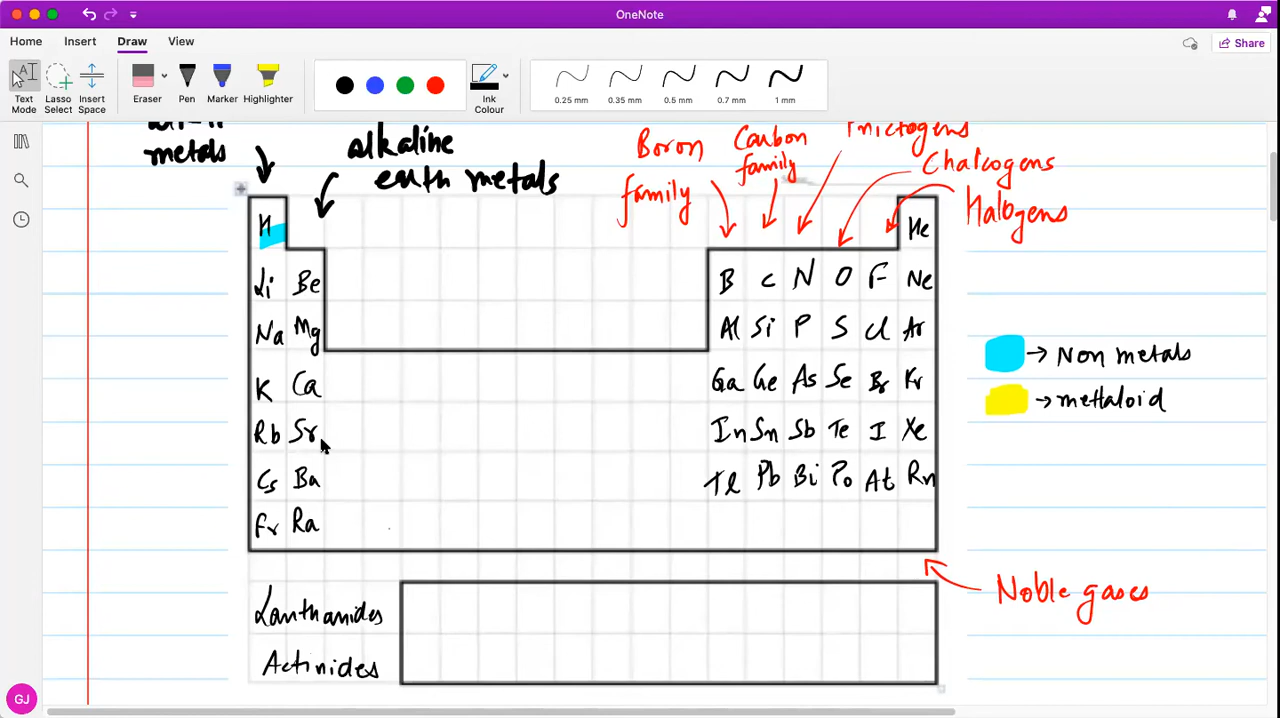 OneNote
Home Insert Draw View
Share
Text Mode
Lasso Select
Insert Space
Eraser
Pen
Marker
Highlighter
Ink Colour
0.25 mm
0.35 mm
0.5 mm
0.7 mm
1 mm
metals
alkaline
earth metals
Boron
family
Carbon
family
Pnictogens
Chalcogens
Halogens
H He
Li Be B C N O F Ne
Na Mg Al Si P S Cl Ar
K Ca Ga Ge As Se Br Kr
Rb Sr In Sn Sb Te I Xe
Cs Ba Tl Pb Bi Po At Rn
Fr Ra
→ Non metals
→ mettaloid
Noble gases
Lanthanides
Actinides
GJ